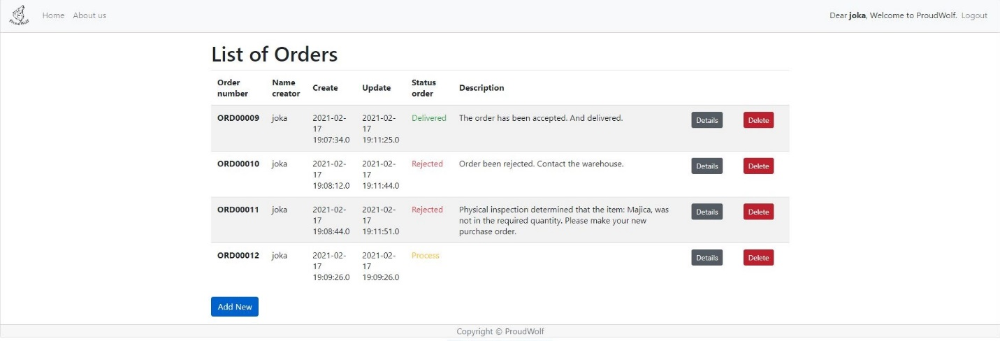 ProudWolf
Home About us
Dear joka, Welcome to ProudWolf. Logout
List of Orders
Order number Name creator Create Update Status order Description
ORD00009 joka 2021-02-17 19:07:34.0 2021-02-17 19:11:25.0 Delivered The order has been accepted. And delivered. Details Delete
ORD00010 joka 2021-02-17 19:08:12.0 2021-02-17 19:11:44.0 Rejected Order been rejected. Contact the warehouse. Details Delete
ORD00011 joka 2021-02-17 19:08:44.0 2021-02-17 19:11:51.0 Rejected Physical inspection determined that the item: Majica, was not in the required quantity. Please make your new purchase order. Details Delete
ORD00012 joka 2021-02-17 19:09:26.0 2021-02-17 19:09:26.0 Process Details Delete
Add New
Copyright © ProudWolf